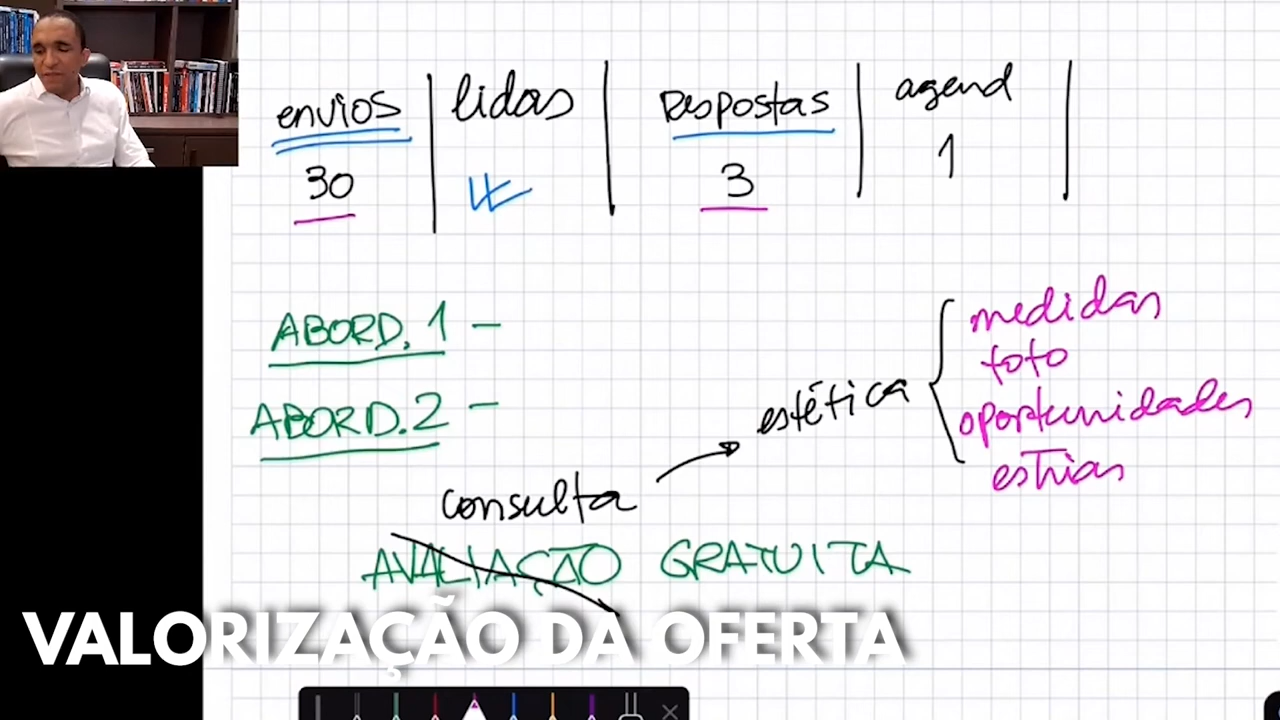 envios lidas Respostas agend
30 3 1
ABORD. 1 -
ABORD. 2 -
estética
medidas
foto
oportunidades
estrias
consulta
AVALIAÇÃO GRATUITA
VALORIZAÇÃO DA OFERTA